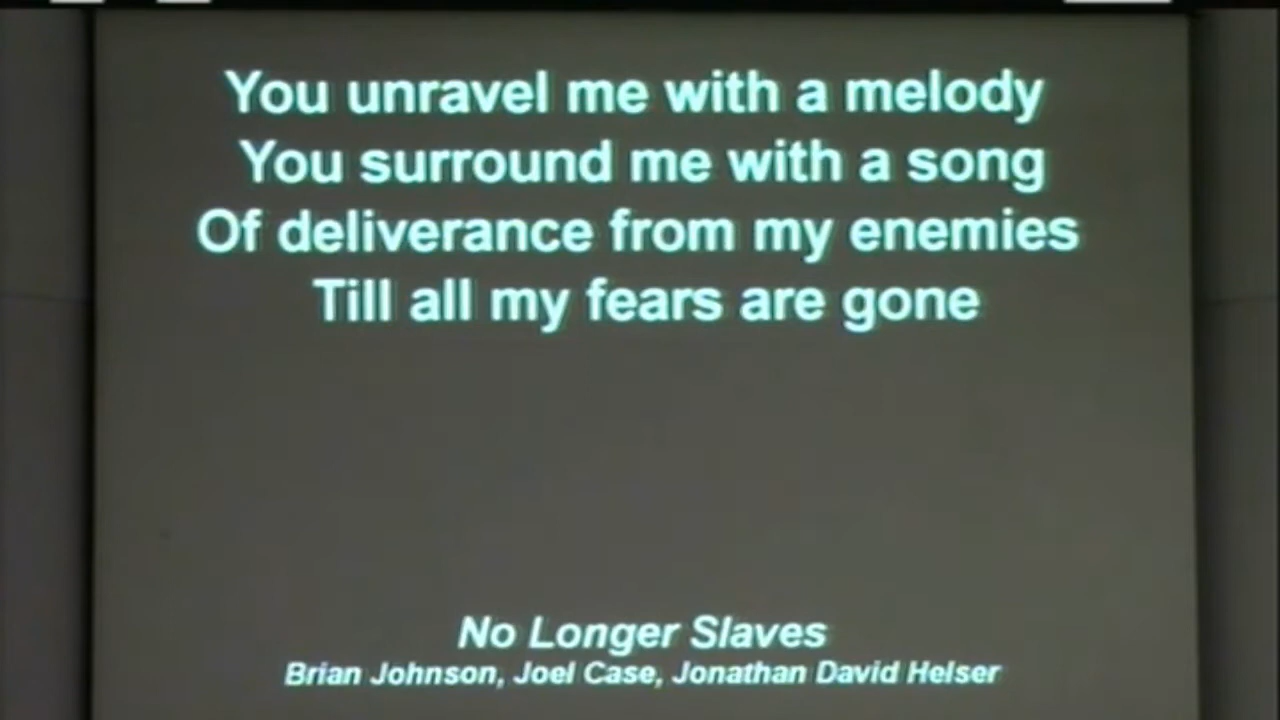 You unravel me with a melody
You surround me with a song
Of deliverance from my enemies
Till all my fears are gone
No Longer Slaves
Brian Johnson, Joel Case, Jonathan David Helser